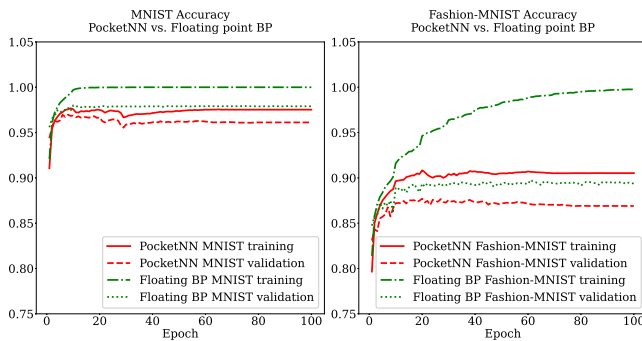 MNIST Accuracy
PocketNN vs. Floating point BP
1.05
1.00
0.95
0.90
0.85
0.80
0.75
0
20
40
60
80
100
Epoch
PocketNN MNIST training
PocketNN MNIST validation
Floating BP MNIST training
Floating BP MNIST validation
Fashion-MNIST Accuracy
PocketNN vs. Floating point BP
1.05
1.00
0.95
0.90
0.85
0.80
0.75
0
20
40
60
80
100
Epoch
PocketNN Fashion-MNIST training
PocketNN Fashion-MNIST validation
Floating BP Fashion-MNIST training
Floating BP Fashion-MNIST validation